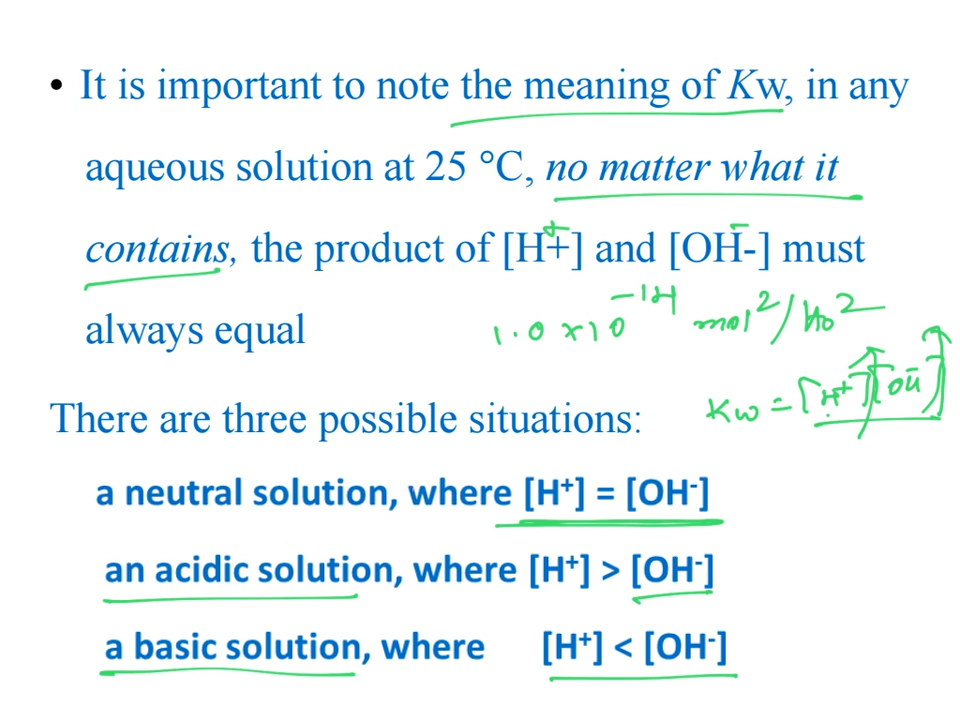 • It is important to note the meaning of Kw, in any
aqueous solution at 25 °C, no matter what it
contains, the product of [H+] and [OH-] must
always equal 1.0 x 10⁻¹⁴ mol²/
Kw = [H⁺][OH⁻]
There are three possible situations:
a neutral solution, where [H⁺] = [OH⁻]
an acidic solution, where [H⁺] > [OH⁻]
a basic solution, where [H⁺] < [OH⁻]